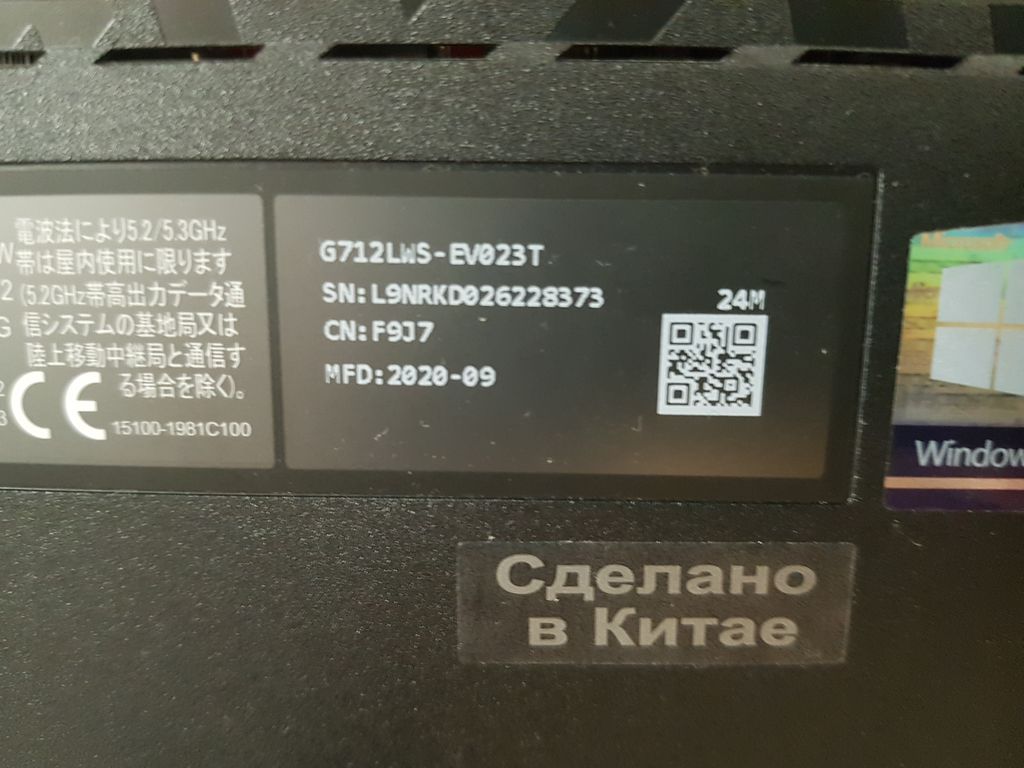 電波法により5.2/5.3GHz
帯は屋内使用に限ります
(5.2GHz帯高出力データ通
信システムの基地局又は
陸上移動中継局と通信す
る場合を除く)。
CE
15100-1981C100
G712LWS-EV023T
SN:L9NRKD026228373
CN:F9J7
MFD:2020-09
24M
Microsoft
Window
Сделано
в Китае